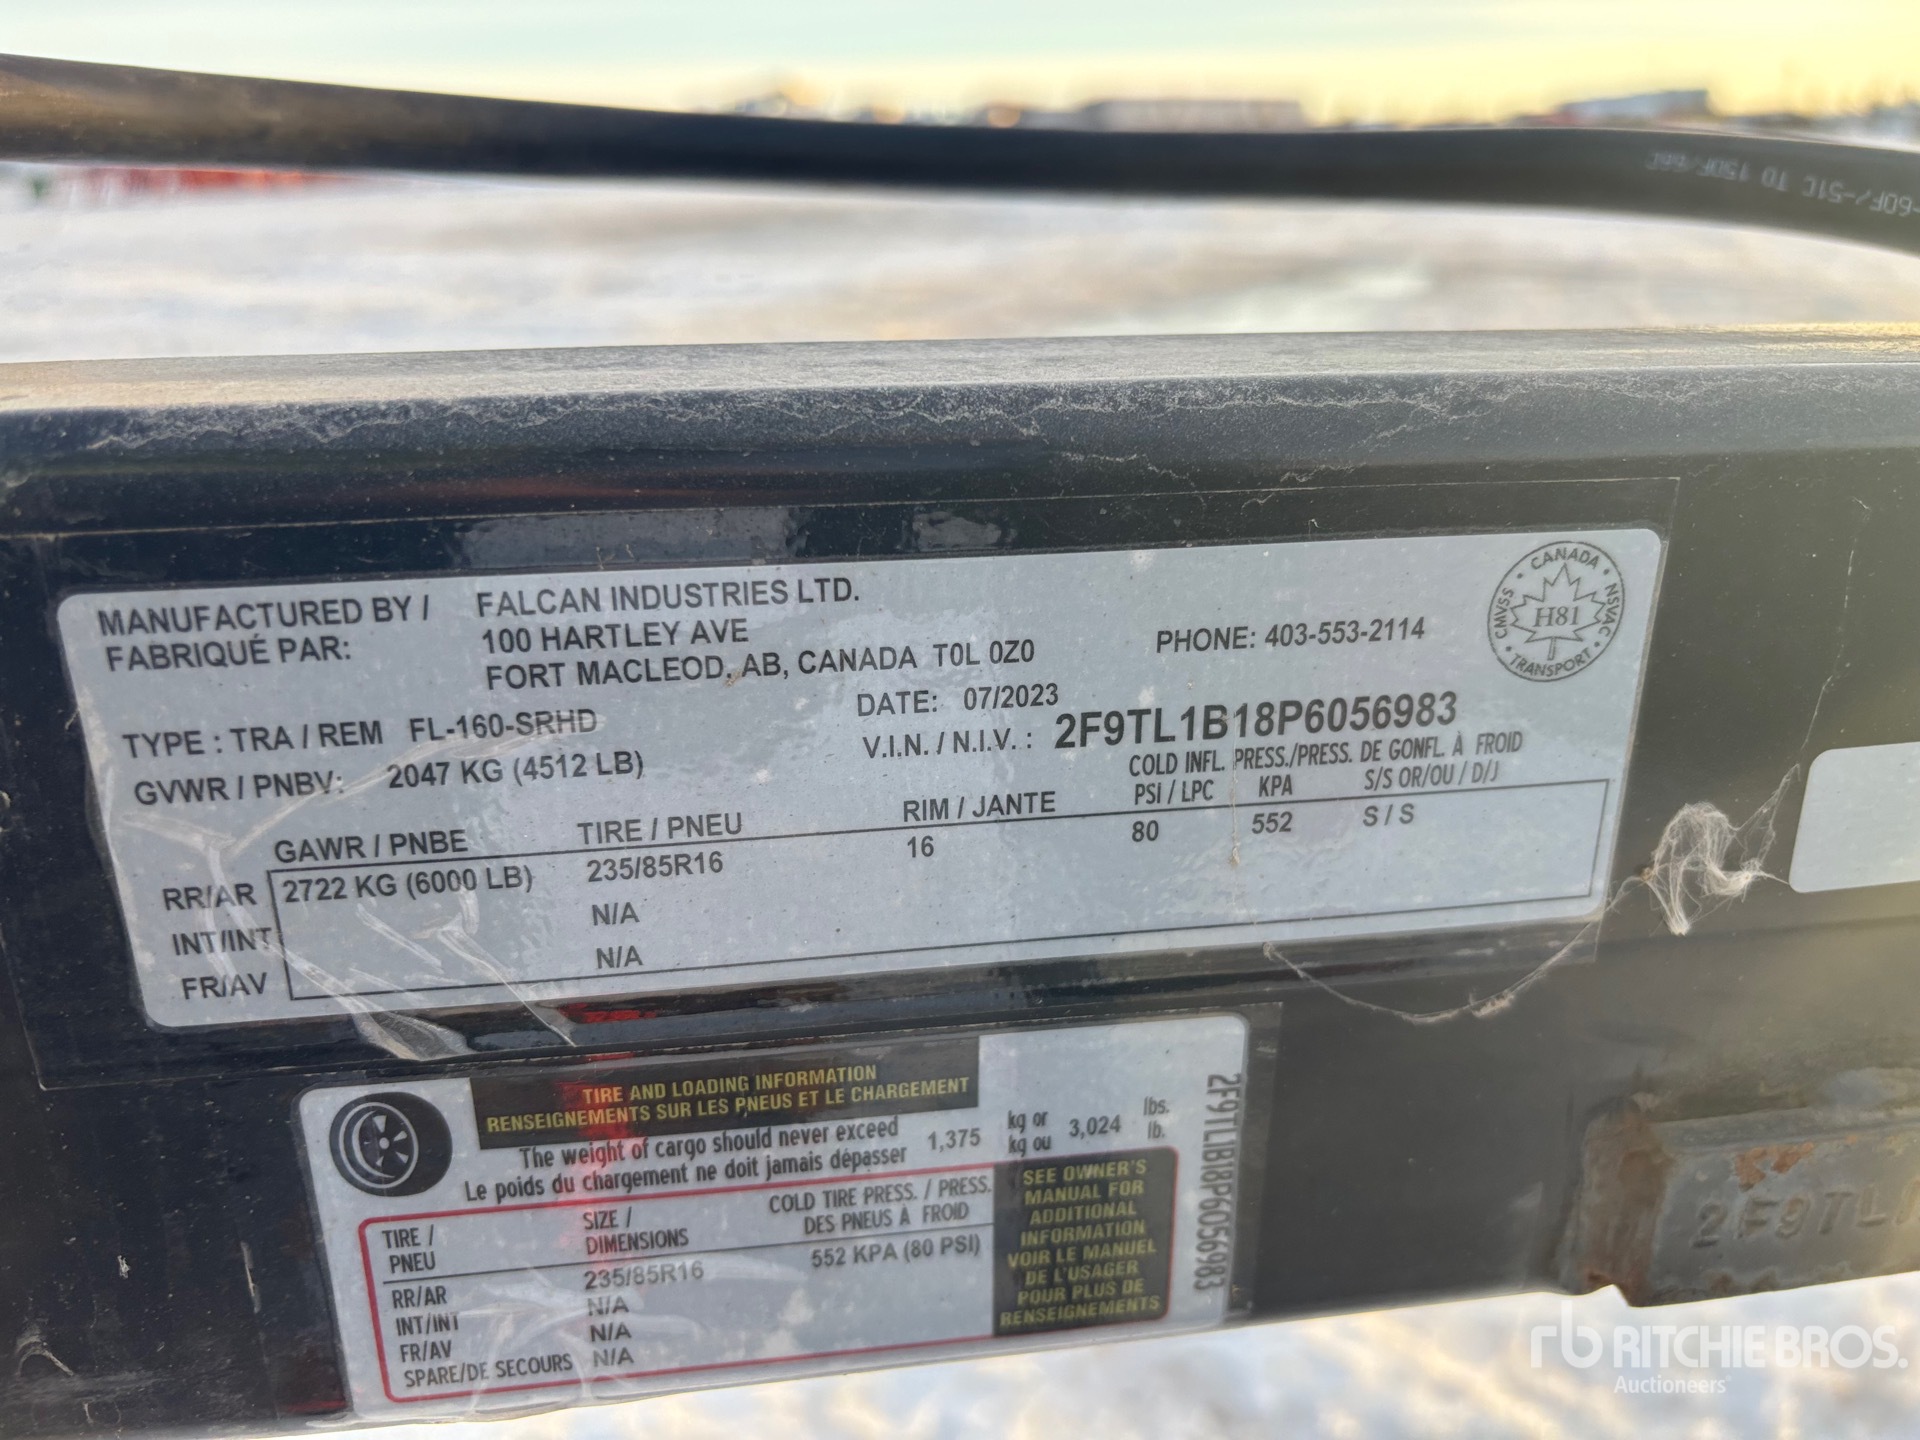 -60F/-51C TO 150F/66C
MANUFACTURED BY / FALCAN INDUSTRIES LTD.
FABRIQUÉ PAR: 100 HARTLEY AVE
FORT MACLEOD, AB, CANADA T0L 0Z0
PHONE: 403-553-2114
CANADA
CMVSS
H81
NSVAC
TRANSPORT
DATE: 07/2023
TYPE : TRA / REM FL-160-SRHD
V.I.N. / N.I.V. : 2F9TL1B18P6056983
GVWR / PNBV: 2047 KG (4512 LB)
COLD INFL. PRESS./PRESS. DE GONFL. À FROID
GAWR / PNBE TIRE / PNEU RIM / JANTE PSI / LPC KPA S/S OR/OU / D/J
RR/AR 2722 KG (6000 LB) 235/85R16 16 80 552 S / S
INT/INT N/A
FR/AV N/A
TIRE AND LOADING INFORMATION
RENSEIGNEMENTS SUR LES PNEUS ET LE CHARGEMENT
The weight of cargo should never exceed 1,375 kg or 3,024 lbs.
Le poids du chargement ne doit jamais dépasser kg ou lb.
TIRE / SIZE / COLD TIRE PRESS. / PRESS.
PNEU DIMENSIONS DES PNEUS À FROID
RR/AR 235/85R16 552 KPA (80 PSI)
INT/INT N/A
FR/AV N/A
SPARE/DE SECOURS N/A
SEE OWNER'S
MANUAL FOR
ADDITIONAL
INFORMATION
VOIR LE MANUEL
DE L'USAGER
POUR PLUS DE
RENSEIGNEMENTS
2F9TL1B18P6056983
2F9TL1
rb RITCHIE BROS.
Auctioneers